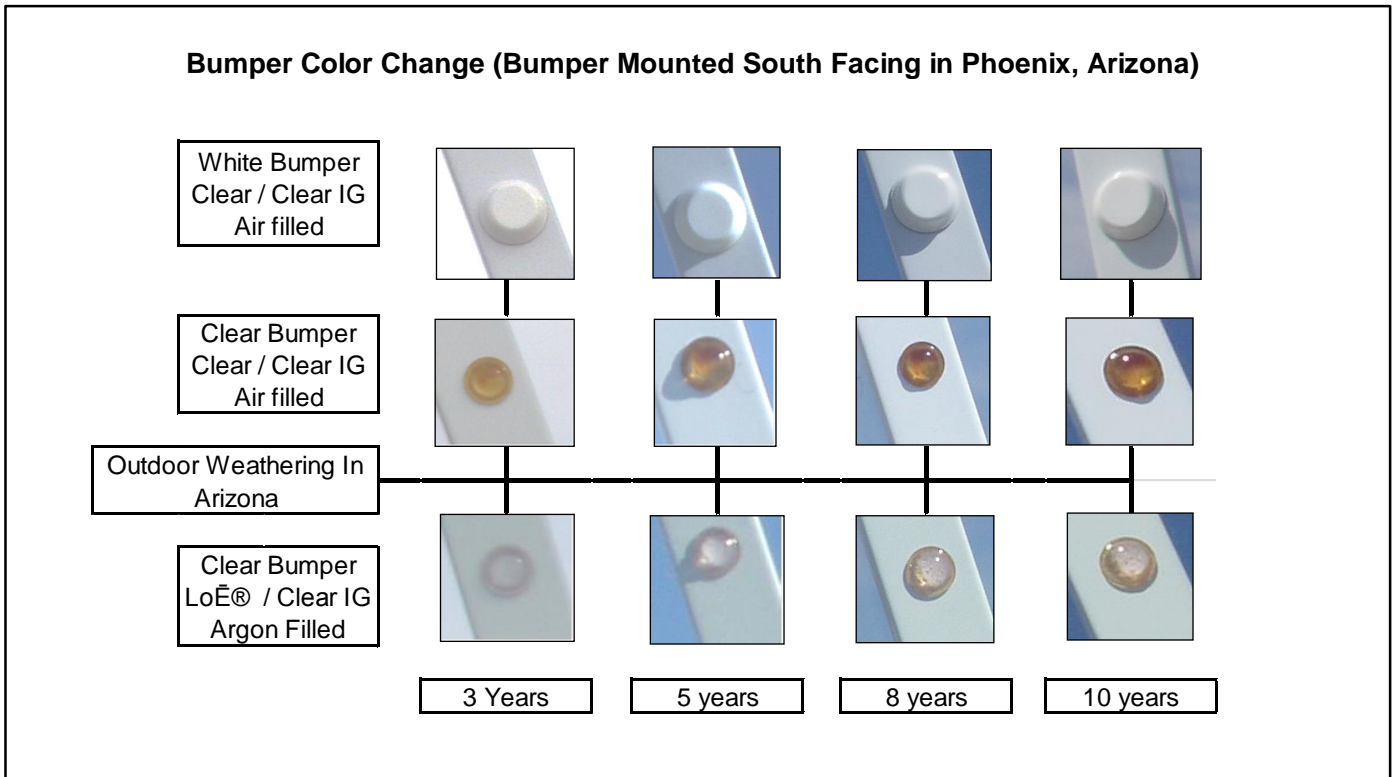 Bumper Color Change (Bumper Mounted South Facing in Phoenix, Arizona)
White Bumper
Clear / Clear IG
Air filled
Clear Bumper
Clear / Clear IG
Air filled
Outdoor Weathering In
Arizona
Clear Bumper
LoĒ® / Clear IG
Argon Filled
3 Years
5 years
8 years
10 years